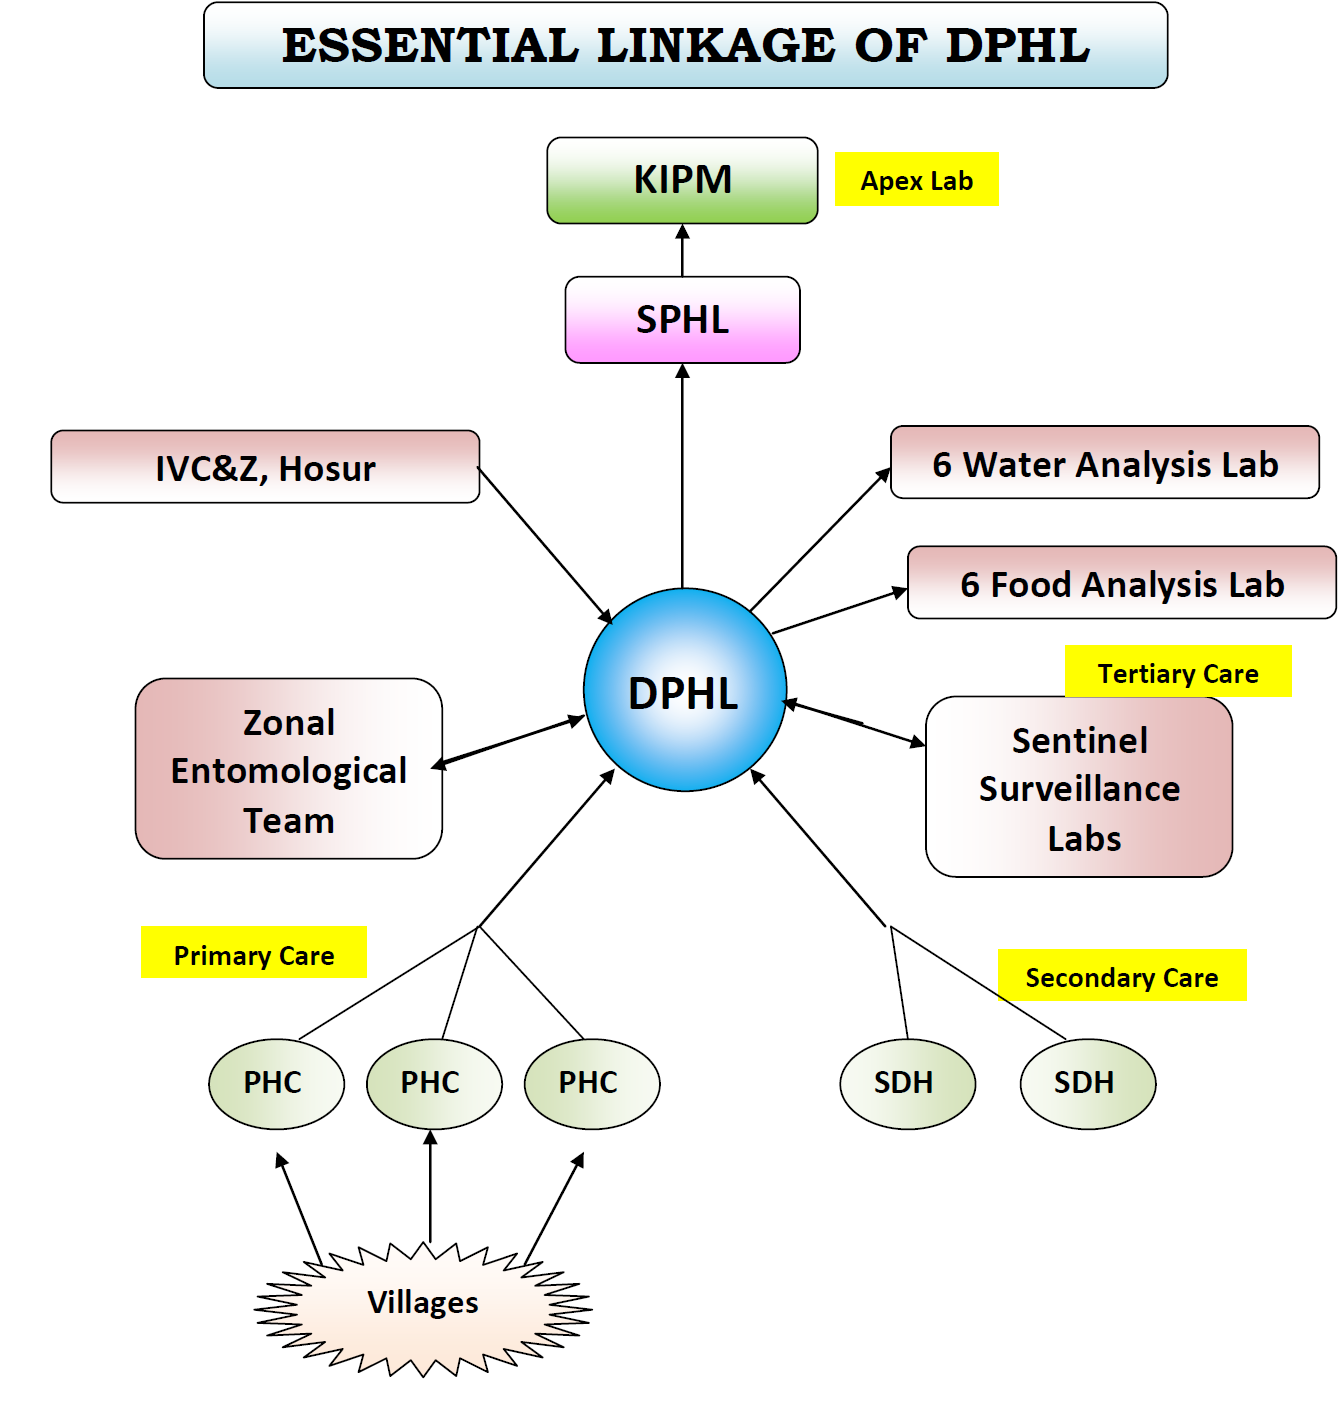 ESSENTIAL LINKAGE OF DPHL
KIPM
Apex Lab
SPHL
IVC&Z, Hosur
6 Water Analysis Lab
6 Food Analysis Lab
Tertiary Care
DPHL
Zonal
Entomological
Team
Sentinel
Surveillance
Labs
Primary Care
Secondary Care
PHC
PHC
PHC
SDH
SDH
Villages